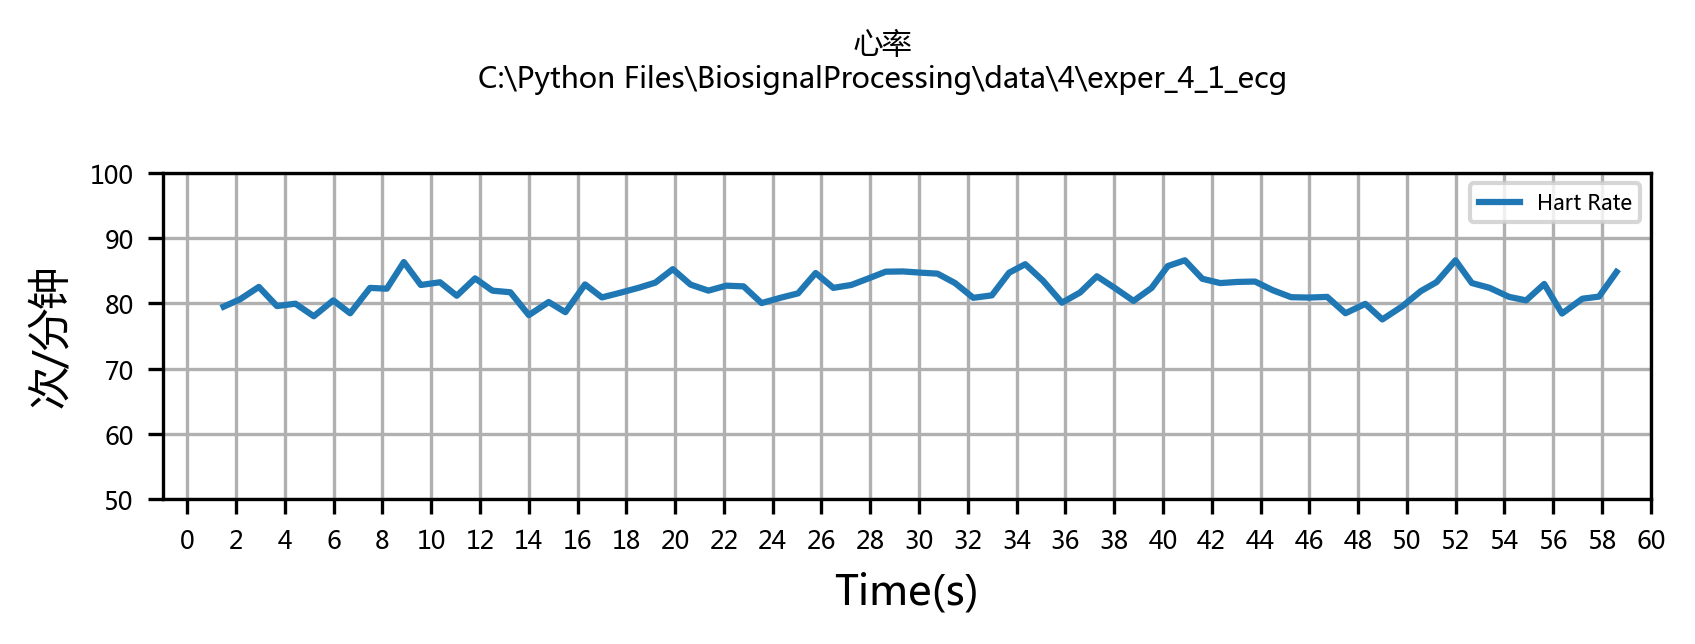 心率
C:\Python Files\BiosignalProcessing\data\4\exper_4_1_ecg
100
90
80
70
60
50
次/分钟
Hart Rate
0 2 4 6 8 10 12 14 16 18 20 22 24 26 28 30 32 34 36 38 40 42 44 46 48 50 52 54 56 58 60
Time(s)